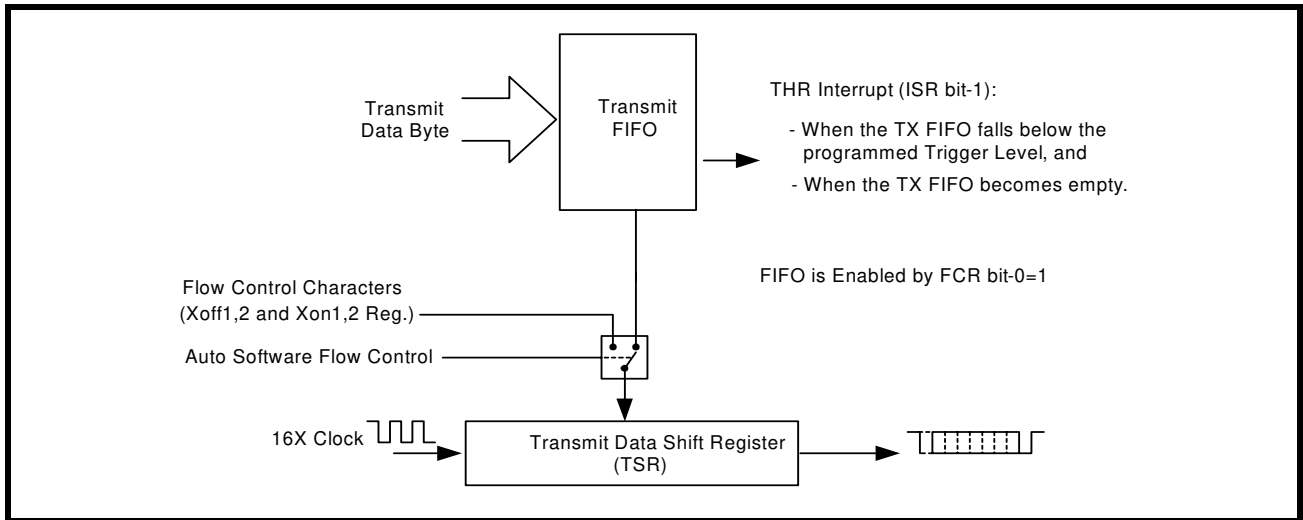 Transmit
Data Byte
Transmit
FIFO
THR Interrupt (ISR bit-1):
- When the TX FIFO falls below the
programmed Trigger Level, and
- When the TX FIFO becomes empty.
FIFO is Enabled by FCR bit-0=1
Flow Control Characters
(Xoff1,2 and Xon1,2 Reg.)
Auto Software Flow Control
16X Clock
Transmit Data Shift Register
(TSR)